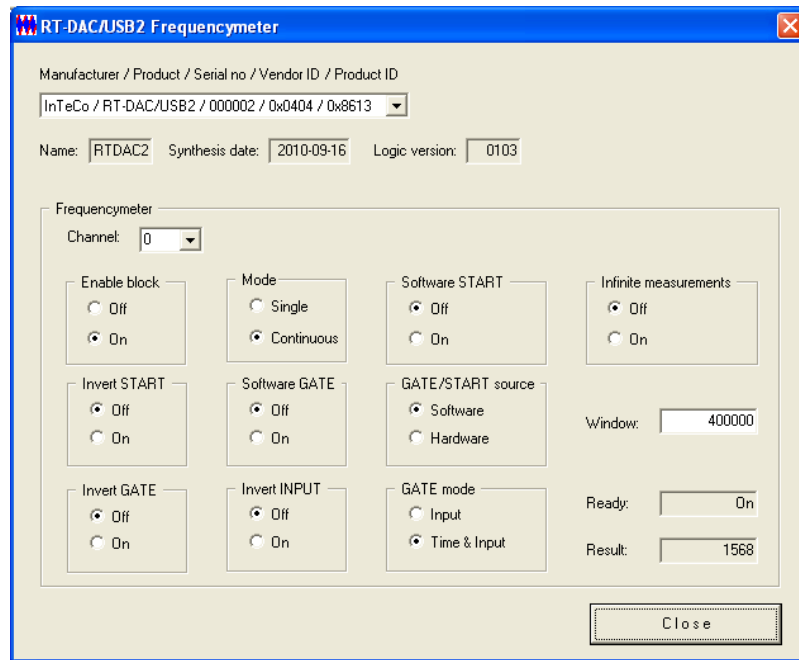 RT-DAC/USB2 Frequencymeter
Manufacturer / Product / Serial no / Vendor ID / Product ID
InTeCo / RT-DAC/USB2 / 000002 / 0x0404 / 0x8613
Name: RTDAC2 Synthesis date: 2010-09-16 Logic version: 0103
Frequencymeter
Channel: 0
Enable block
Off
On
Mode
Single
Continuous
Software START
Off
On
Infinite measurements
Off
On
Invert START
Off
On
Software GATE
Off
On
GATE/START source
Software
Hardware
Window: 400000
Invert GATE
Off
On
Invert INPUT
Off
On
GATE mode
Input
Time & Input
Ready: On
Result: 1568
Close